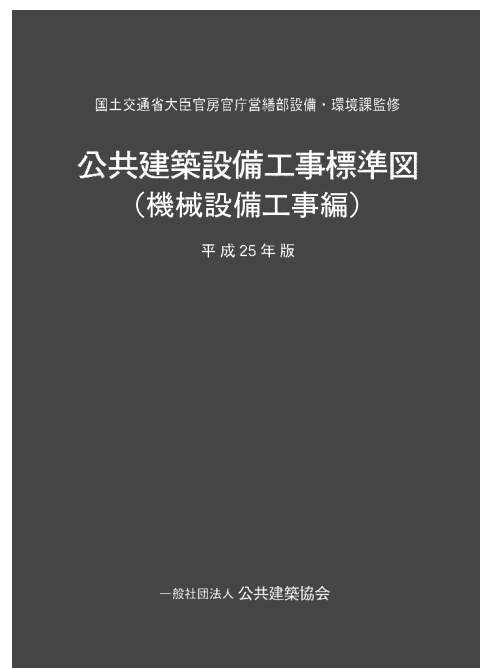 国土交通省大臣官房官庁営繕部設備・環境課監修
公共建築設備工事標準図
（機械設備工事編）
平成25年版
一般社団法人 公共建築協会